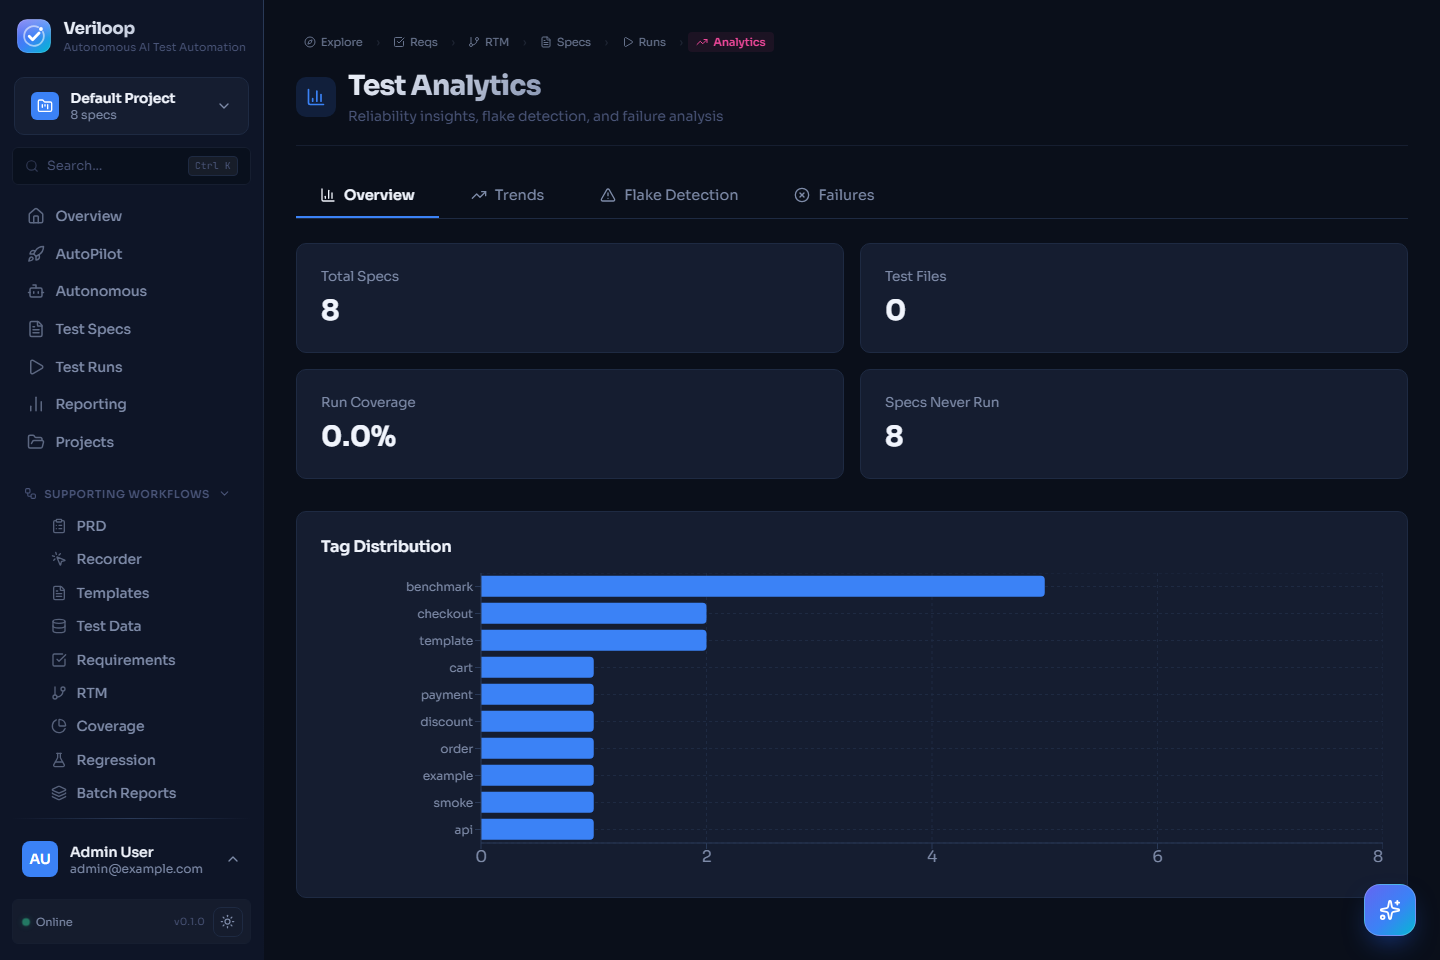 Veriloop
Autonomous AI Test Automation
Default Project
8 specs
Search...
Ctrl K
Overview
AutoPilot
Autonomous
Test Specs
Test Runs
Reporting
Projects
SUPPORTING WORKFLOWS
PRD
Recorder
Templates
Test Data
Requirements
RTM
Coverage
Regression
Batch Reports
AU
Admin User
admin@example.com
Online
v0.1.0
Explore
Reqs
RTM
Specs
Runs
Analytics
Test Analytics
Reliability insights, flake detection, and failure analysis
Overview
Trends
Flake Detection
Failures
Total Specs
8
Test Files
0
Run Coverage
0.0%
Specs Never Run
8
Tag Distribution
benchmark
checkout
template
cart
payment
discount
order
example
smoke
api
0 2 4 6 8